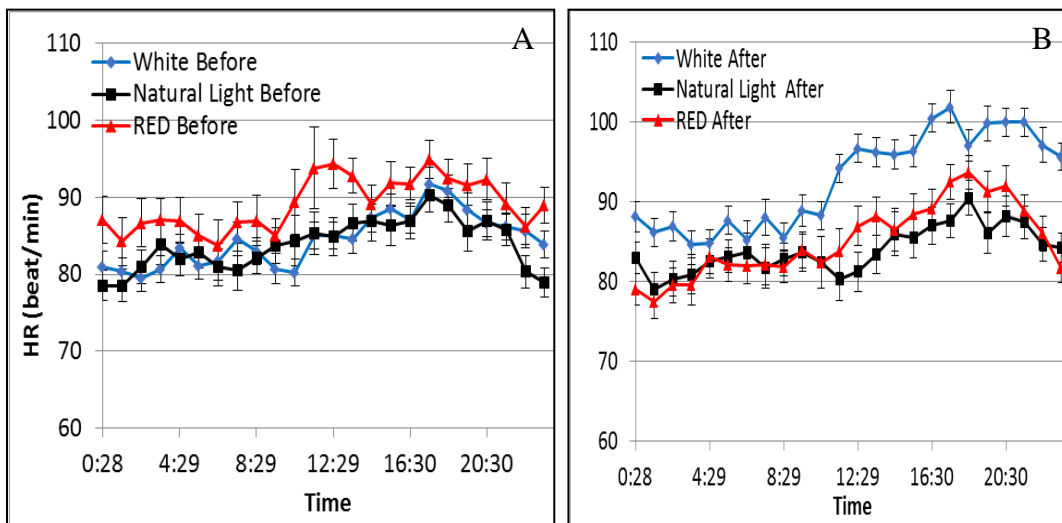 A
110
White Before
Natural Light Before
RED Before
100
90
80
70
60
HR (beat/min)
0:28 4:29 8:29 12:29 16:30 20:30
Time
B
110
White After
Natural Light After
RED After
100
90
80
70
60
0:28 4:29 8:29 12:29 16:30 20:30
Time